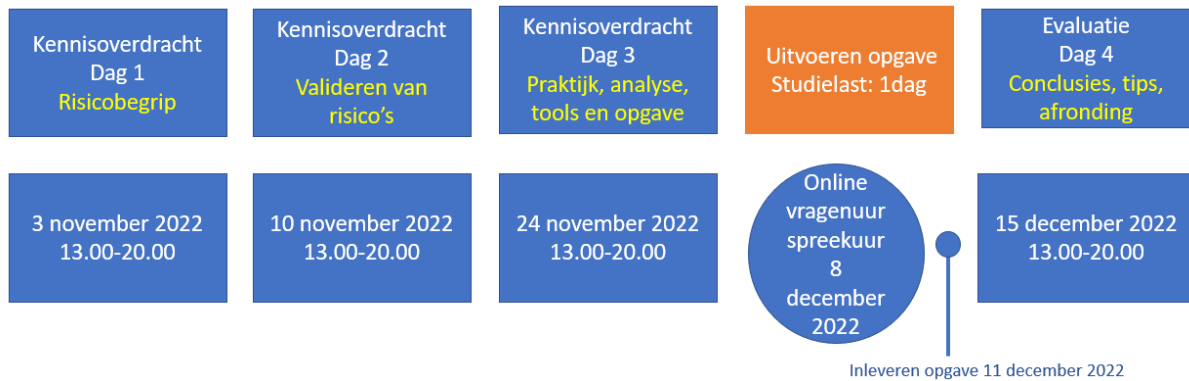 Kennisoverdracht
Dag 1
Risicobegrip
Kennisoverdracht
Dag 2
Valideren van
risico's
Kennisoverdracht
Dag 3
Praktijk, analyse,
tools en opgave
Uitvoeren opgave
Studielast: 1dag
Evaluatie
Dag 4
Conclusies, tips,
afronding
3 november 2022
13.00-20.00
10 november 2022
13.00-20.00
24 november 2022
13.00-20.00
Online
vragenuur
spreekuur
8
december
2022
15 december 2022
13.00-20.00
Inleveren opgave 11 december 2022